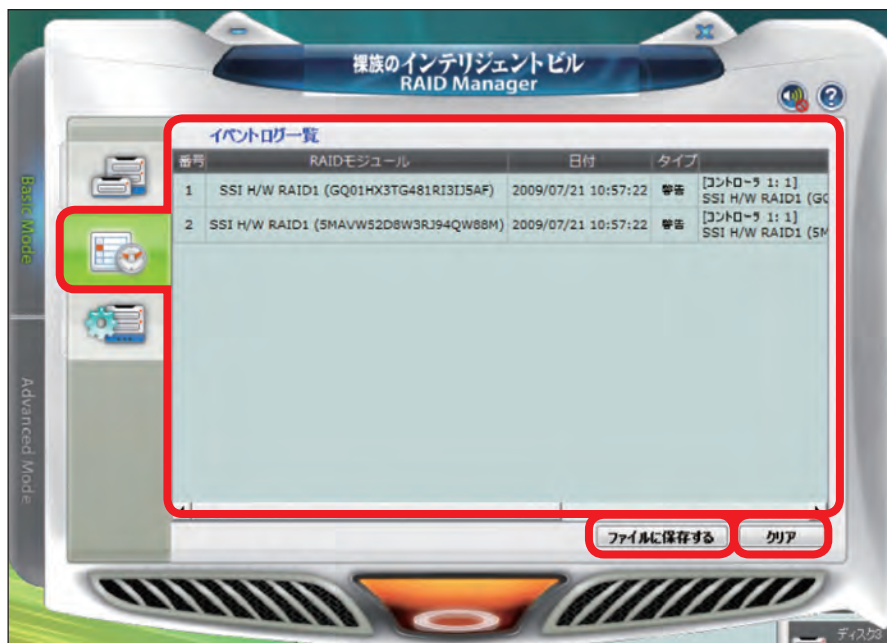 裸族のインテリジェントビル
RAID Manager
Basic Mode
Advanced Mode
イベントログ一覧
番号 RAIDモジュール 日付 タイプ
1 SSI H/W RAID1 (GQ01HX3TG481RI3IJ5AF) 2009/07/21 10:57:22 警告 [コントローラ 1: 1]
SSI H/W RAID1 (GQ
2 SSI H/W RAID1 (5MAVW52D8W3RJ94QW88M) 2009/07/21 10:57:22 警告 [コントローラ 1: 1]
SSI H/W RAID1 (5M
ファイルに保存する クリア
ディスク